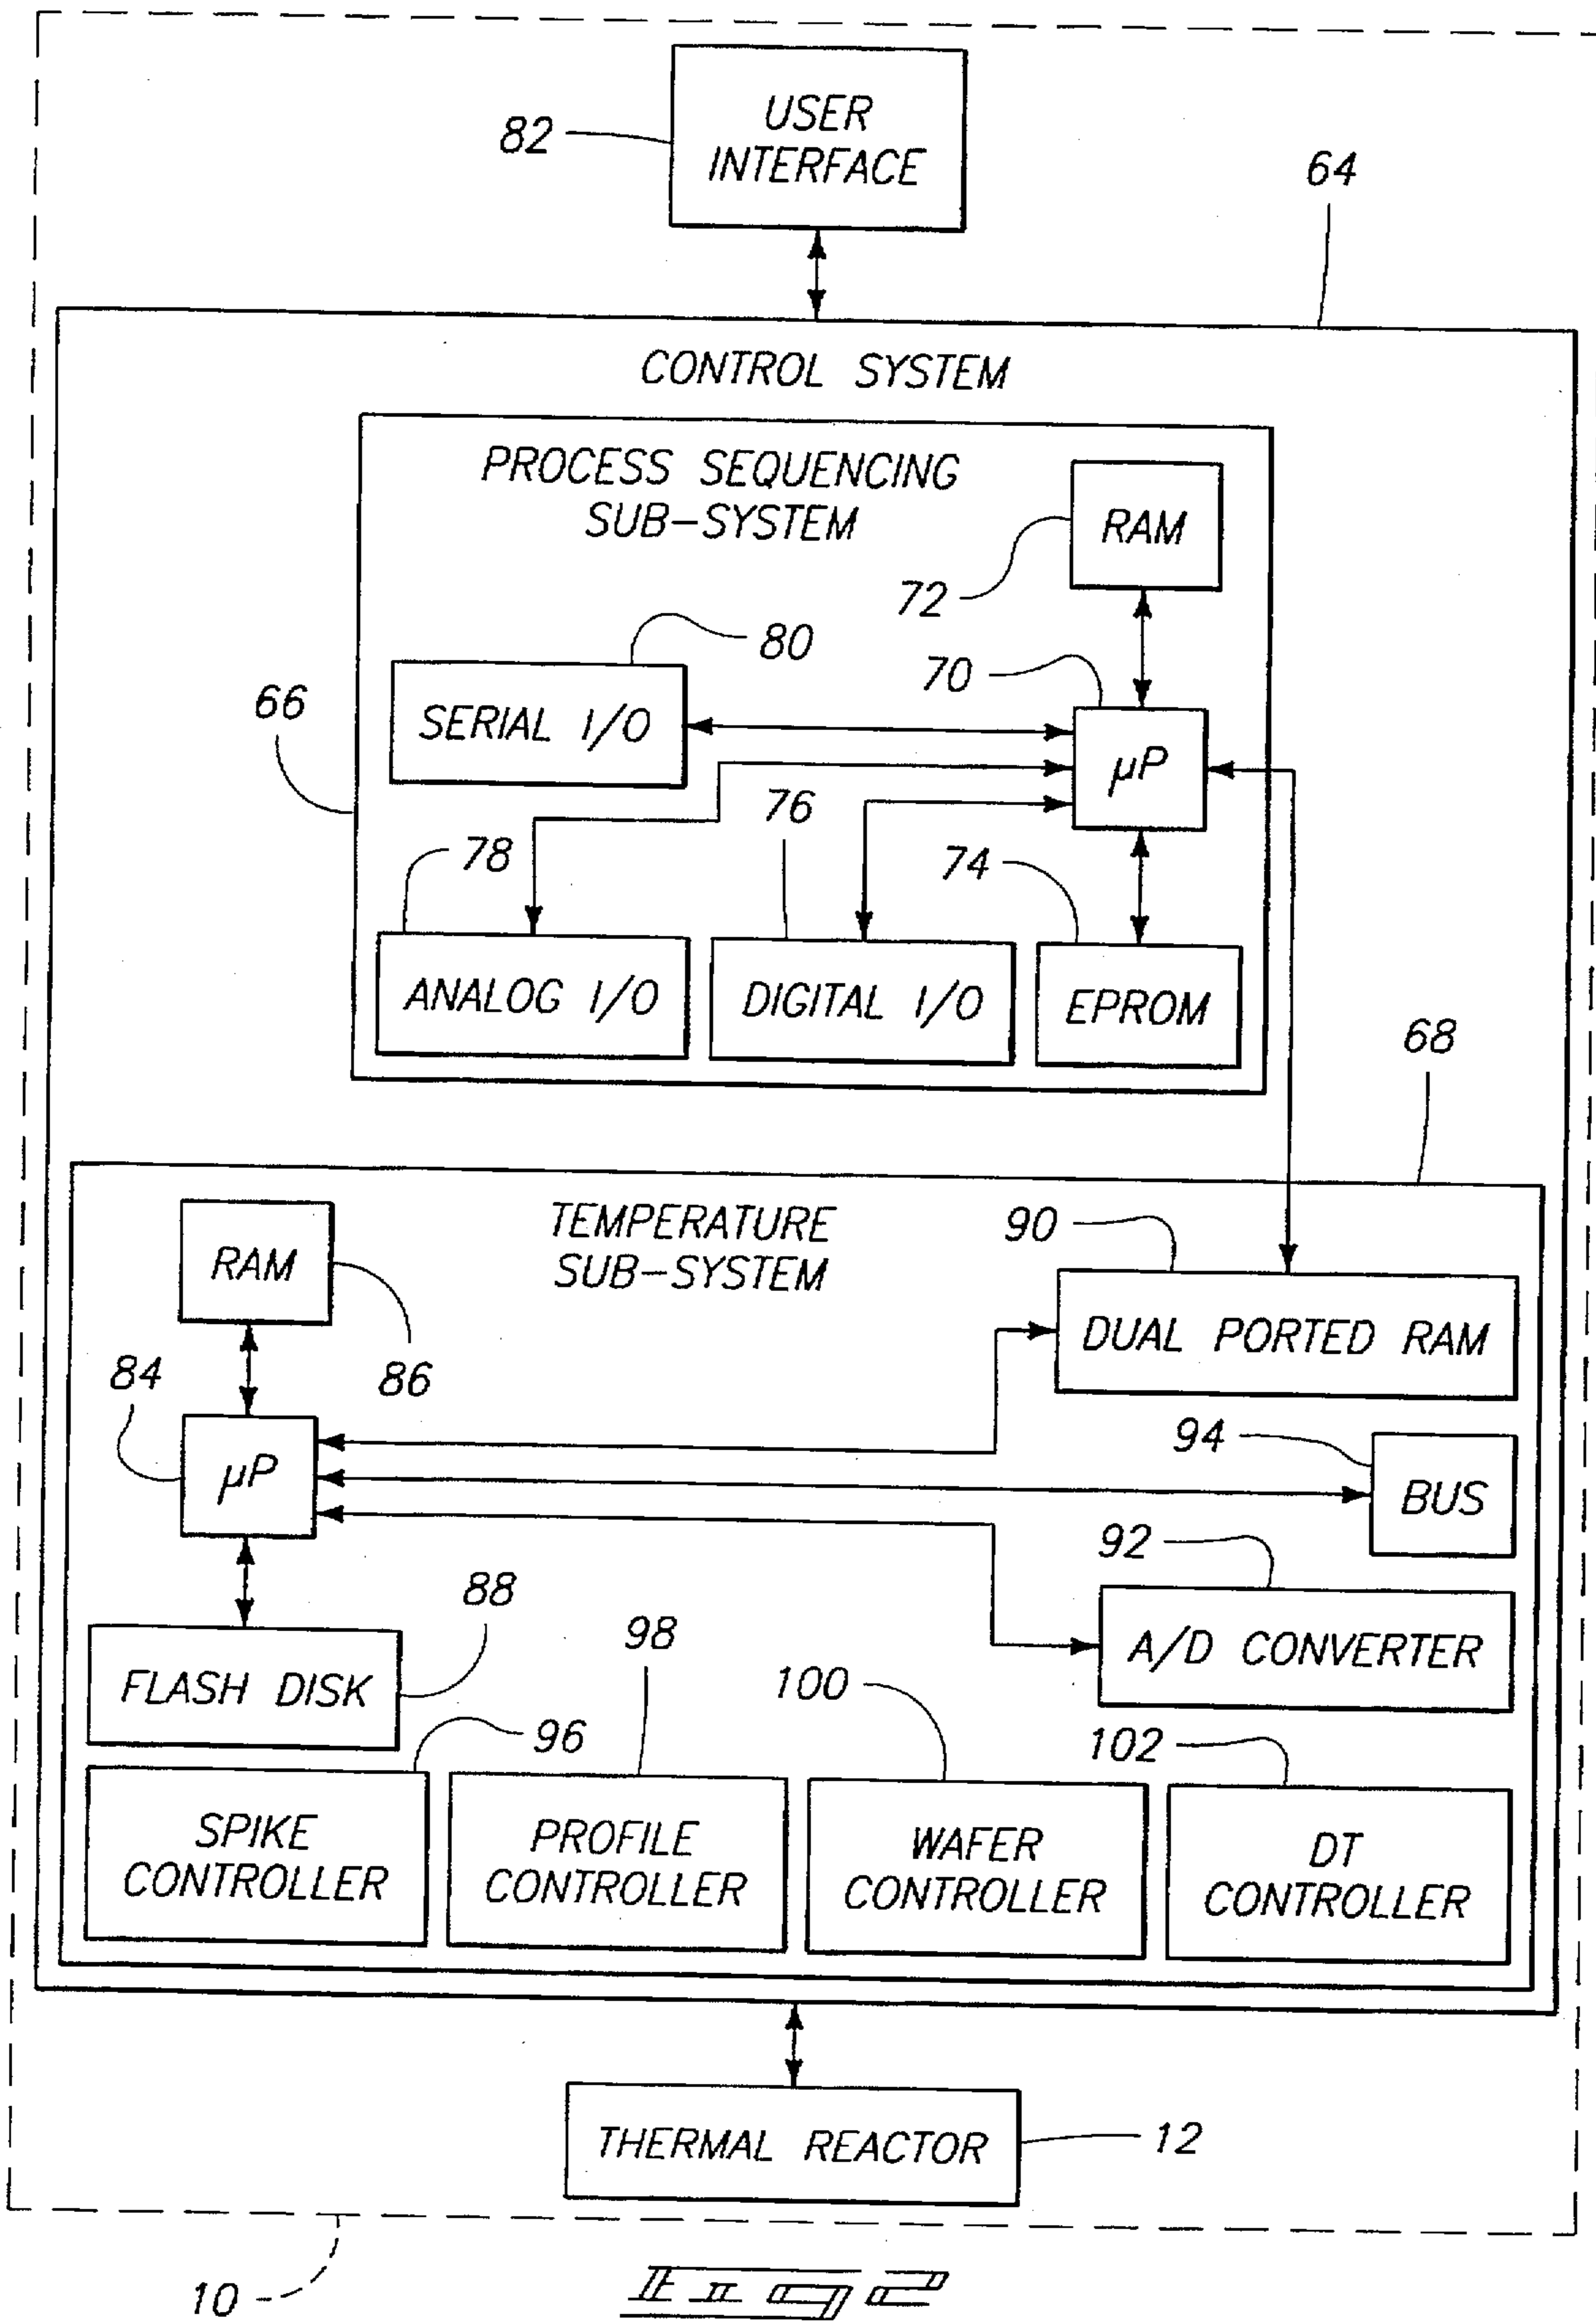 USER
INTERFACE
82
64
CONTROL SYSTEM
PROCESS SEQUENCING
SUB-SYSTEM
RAM
72
80
70
66
SERIAL I/O
μP
76
78
74
ANALOG I/O
DIGITAL I/O
EPROM
68
TEMPERATURE
SUB-SYSTEM
RAM
90
86
DUAL PORTED RAM
84
μP
94
BUS
92
88
98
A/D CONVERTER
FLASH DISK
100
96
102
SPIKE
CONTROLLER
PROFILE
CONTROLLER
WAFER
CONTROLLER
DT
CONTROLLER
THERMAL REACTOR
12
10
FIG 2